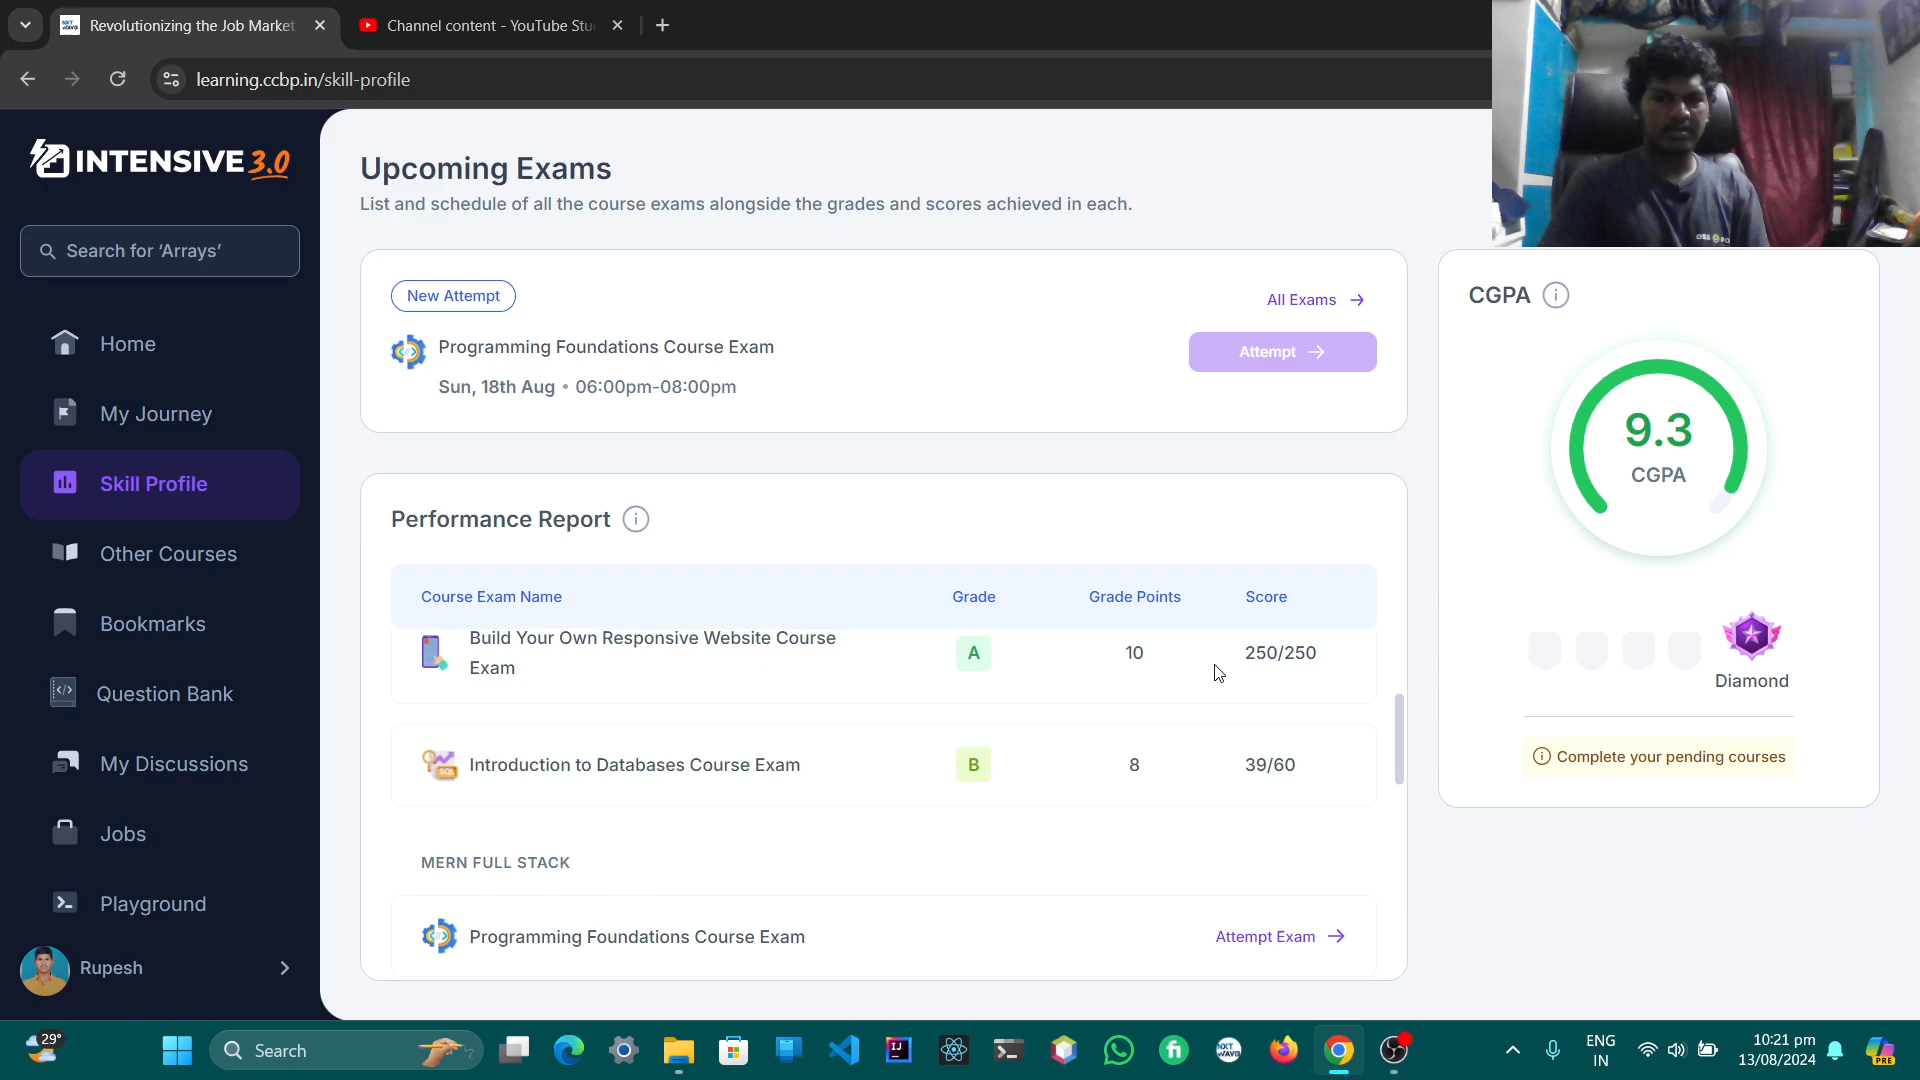 Revolutionizing the Job Market
Channel content - YouTube Stu
learning.ccbp.in/skill-profile
INTENSIVE 3.0
Search for ‘Arrays’
Home
My Journey
Skill Profile
Other Courses
Bookmarks
Question Bank
My Discussions
Jobs
Playground
Rupesh
Upcoming Exams
List and schedule of all the course exams alongside the grades and scores achieved in each.
New Attempt
All Exams
Programming Foundations Course Exam
Attempt
Sun, 18th Aug • 06:00pm-08:00pm
Performance Report
Course Exam Name Grade Grade Points Score
Build Your Own Responsive Website Course
Exam
A 10 250/250
Introduction to Databases Course Exam B 8 39/60
MERN FULL STACK
Programming Foundations Course Exam Attempt Exam
CGPA
9.3
CGPA
Diamond
Complete your pending courses
29°
Search
ENG
IN
10:21 pm
13/08/2024
PRE